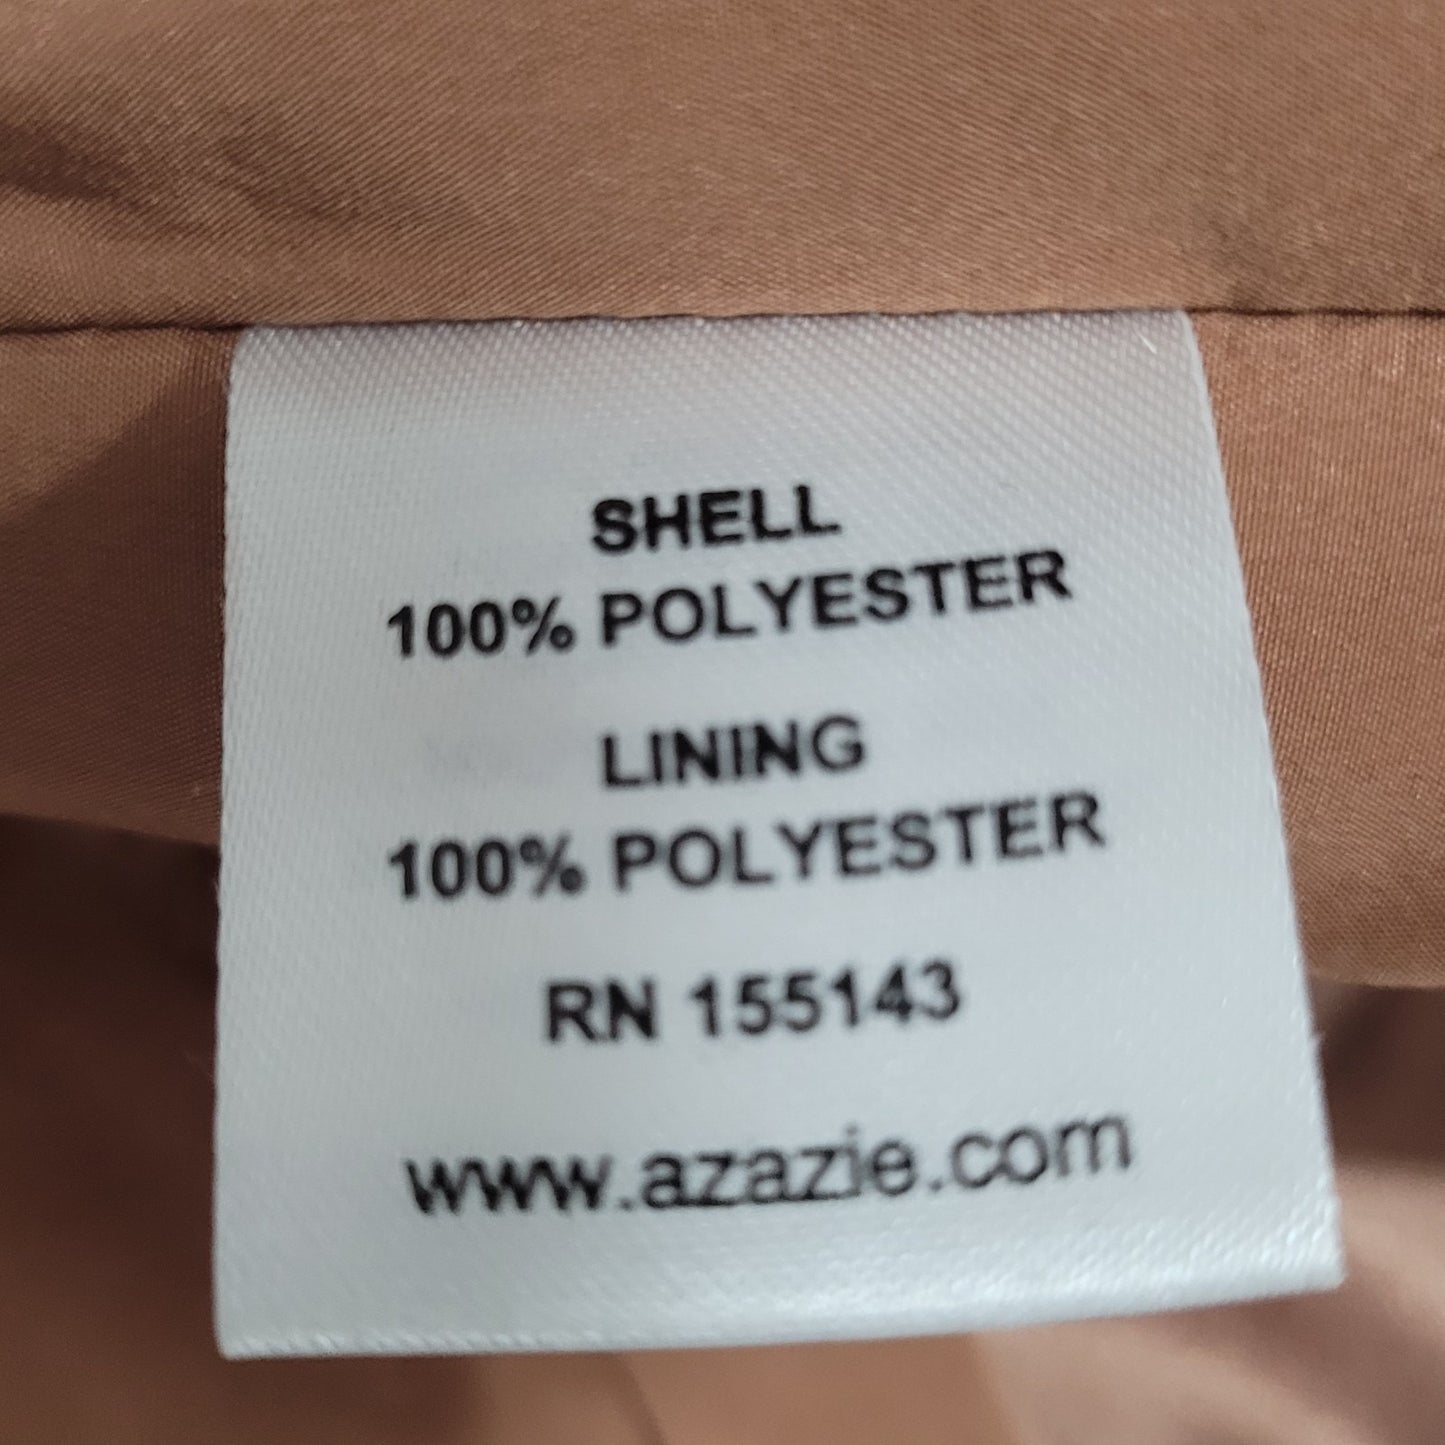 SHELL
100% POLYESTER
LINING
100% POLYESTER
RN 155143
www.azazie.com